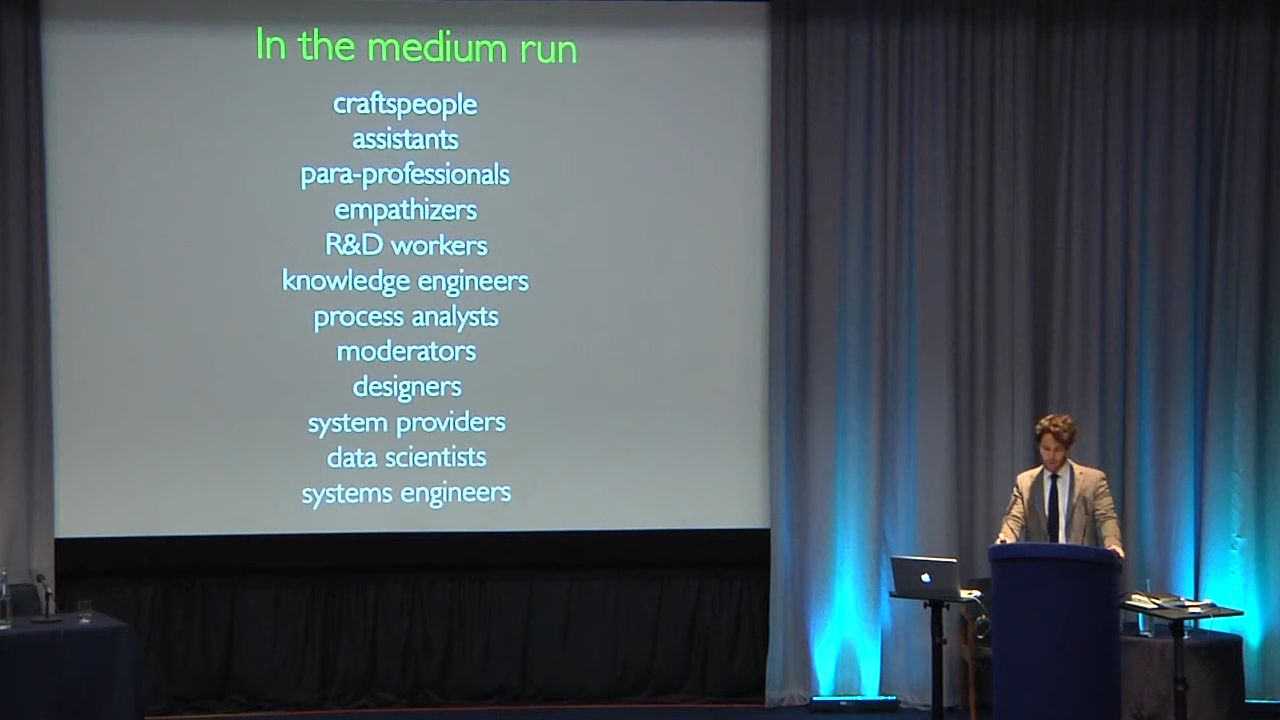 In the medium run
craftspeople
assistants
para-professionals
empathizers
R&D workers
knowledge engineers
process analysts
moderators
designers
system providers
data scientists
systems engineers